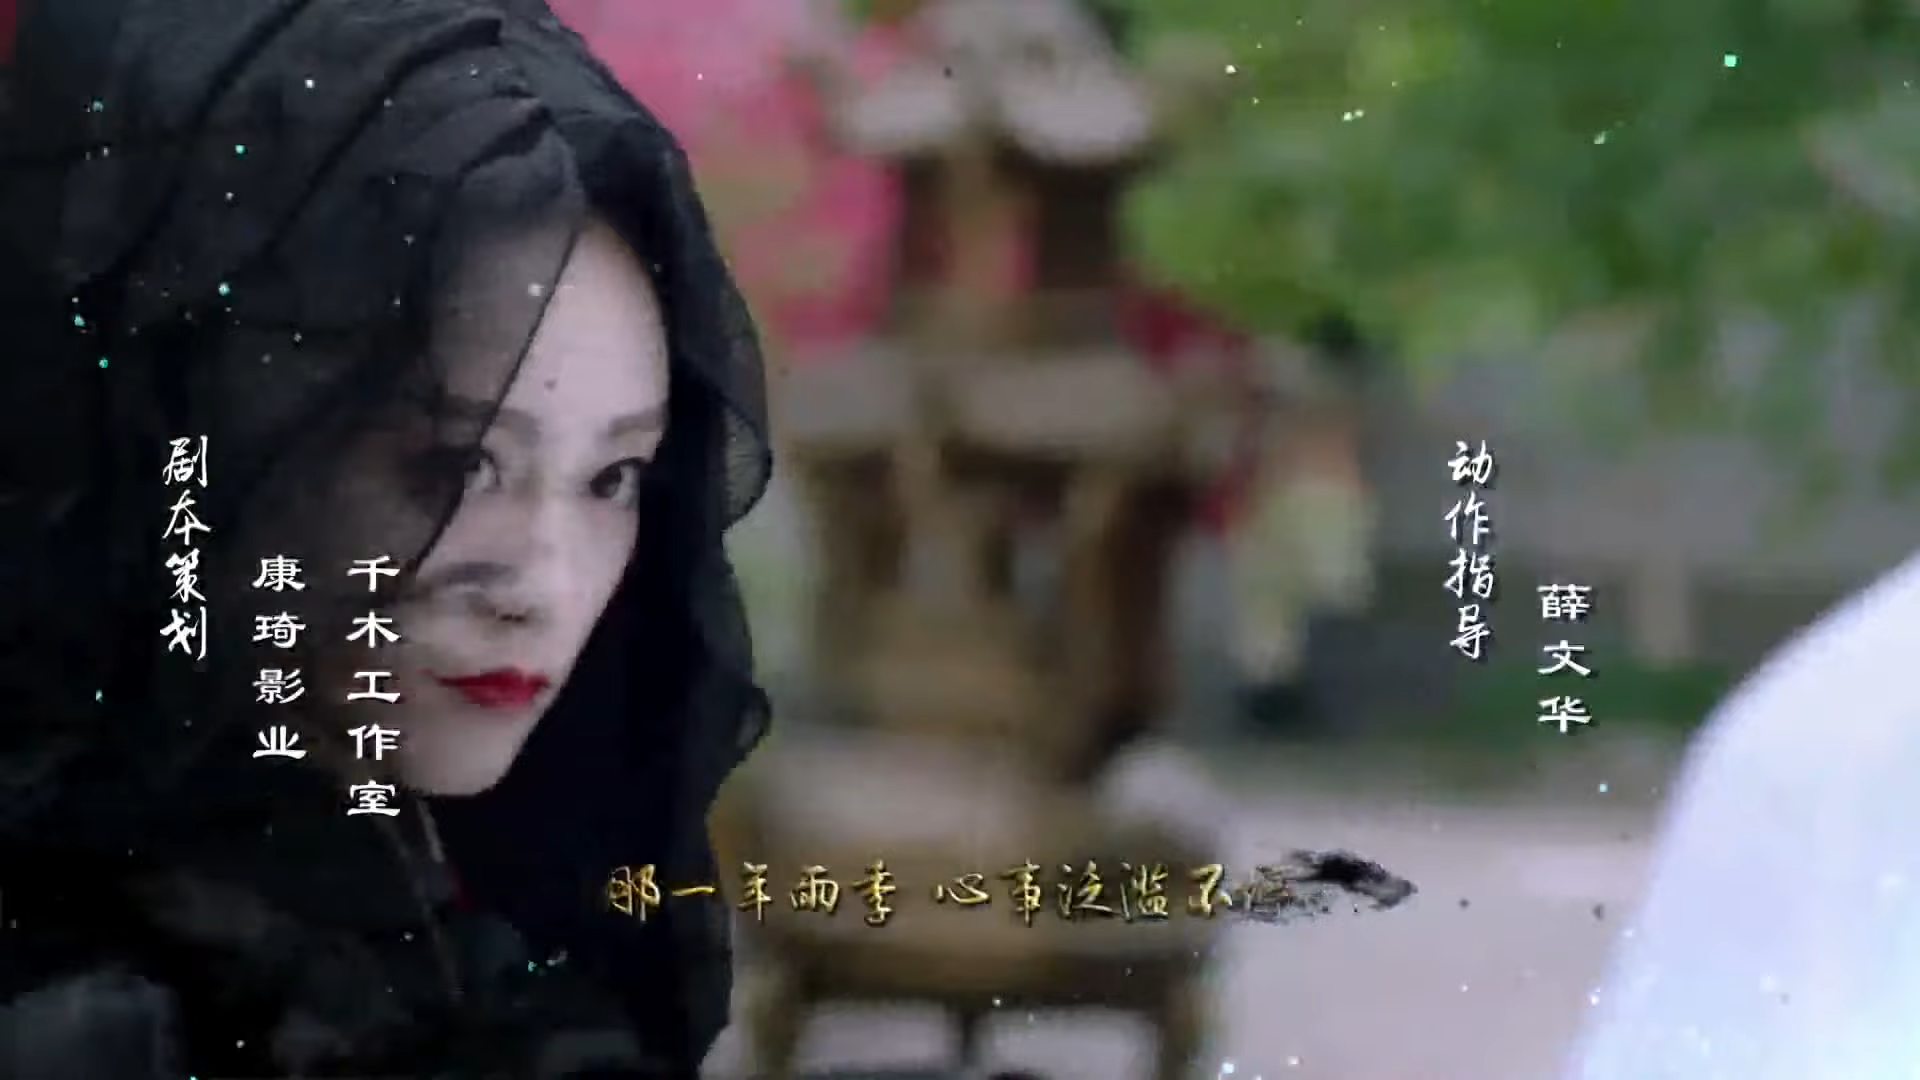 剧本策划
康琦影业
千木工作室
动作指导
薛文华
那一年雨季 心事泛滥不